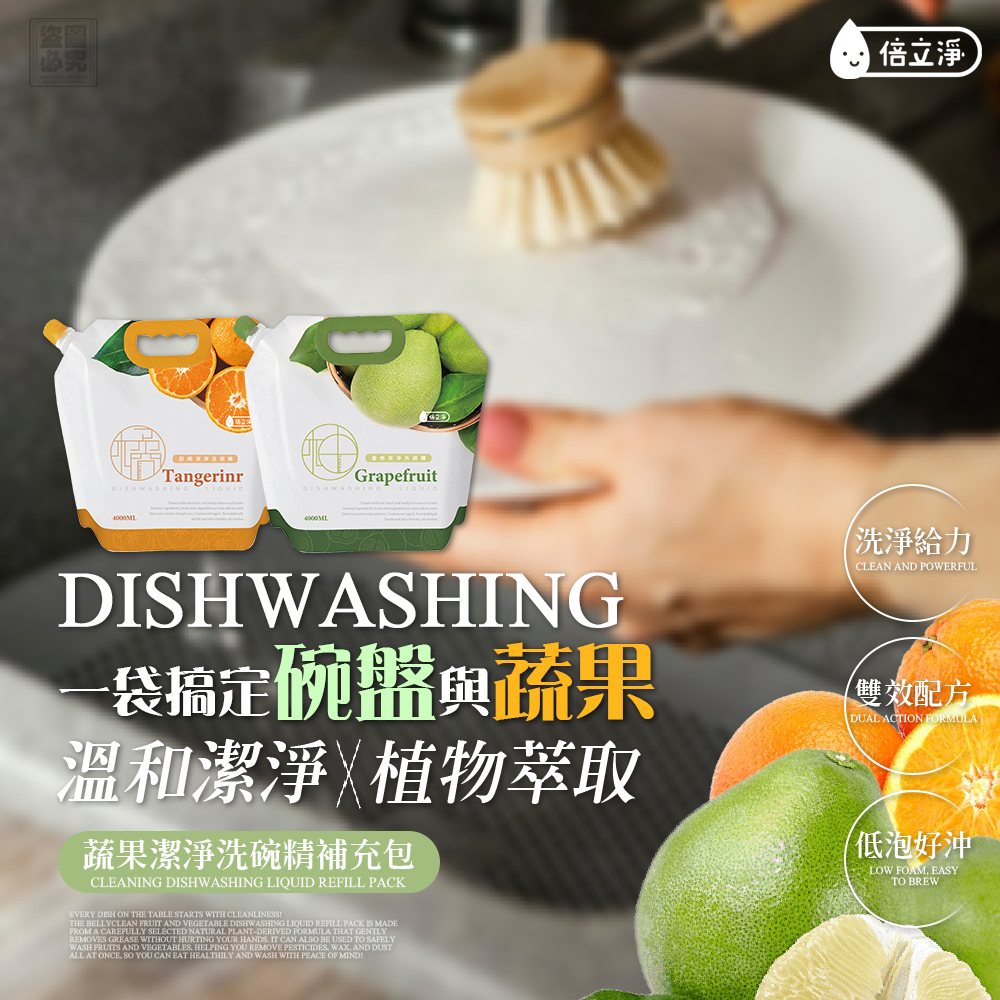 盜圖
必究
倍立淨
橘
Tangerinr
DISHWASHING LIQUID
4000ML
倍立淨
柚
Grapefruit
DISHWASHING LIQUID
4000ML
DISHWASHING
一袋搞定碗盤與蔬果
溫和潔淨╳植物萃取
蔬果潔淨洗碗精補充包
CLEANING DISHWASHING LIQUID REFILL PACK
EVERY DISH ON THE TABLE STARTS WITH CLEANLINESS!
THE BELLYCLEAN FRUIT AND VEGETABLE DISHWASHING LIQUID REFILL PACK IS MADE
FROM A CAREFULLY SELECTED NATURAL PLANT-DERIVED FORMULA THAT GENTLY
REMOVES GREASE WITHOUT HURTING YOUR HANDS. IT CAN ALSO BE USED TO SAFELY
WASH FRUITS AND VEGETABLES, HELPING YOU REMOVE PESTICIDES, WAX, AND DUST
ALL AT ONCE, SO YOU CAN EAT HEALTHILY AND WASH WITH PEACE OF MIND!
洗淨給力
CLEAN AND POWERFUL
雙效配方
DUAL ACTION FORMULA
低泡好沖
LOW FOAM, EASY
TO BREW